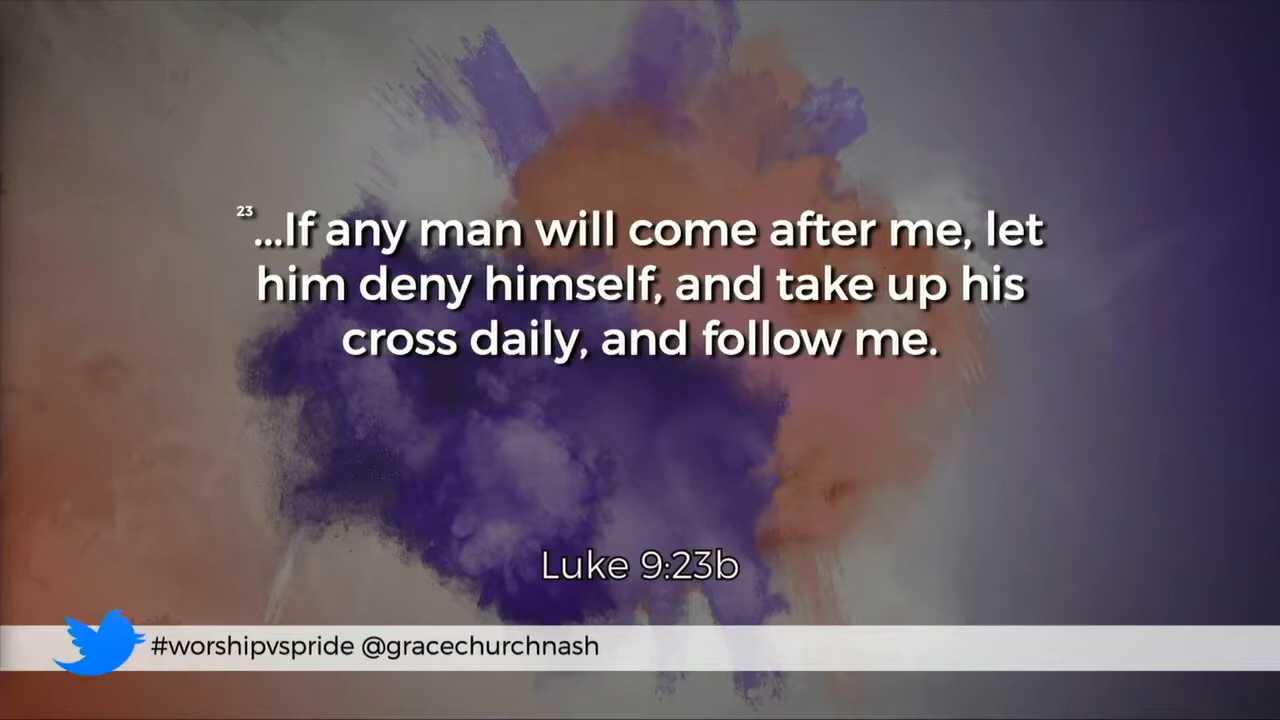 23 ...If any man will come after me, let
him deny himself, and take up his
cross daily, and follow me.
Luke 9:23b
#worshipvspride @gracechurchnash